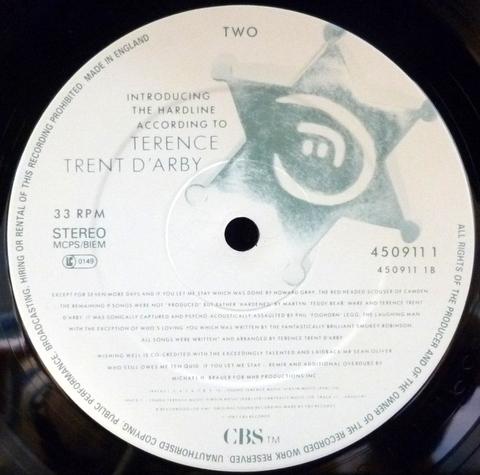 TWO
INTRODUCING
THE HARDLINE
ACCORDING TO
TERENCE
TRENT D'ARBY
33 RPM
STEREO
MCPS/BIEM
LC 0149
450911 1
450911 1B
EXCEPT FOR SEVEN MORE DAYS AND IF YOU LET ME STAY WHICH WAS DONE BY HOWARD GRAY, THE RED HEADED SCOUSER OF CAMDEN.
THE REMAINING 9 SONGS WERE NOT "PRODUCED" BUT RATHER 'HARDENED' BY MARTYN 'TEDDY BEAR' WARE AND TERENCE TRENT
D'ARBY. IT WAS SONICALLY CAPTURED AND PSYCHO-ACOUSTICALLY ASSAULTED BY PHIL 'FOGHORN' LEGG, THE LAUGHING MAN
WITH THE EXCEPTION OF WHO'S LOVING YOU WHICH WAS WRITTEN BY THE FANTASTICALLY BRILLIANT SMOKEY ROBINSON,
ALL SONGS WERE WRITTEN AND ARRANGED BY TERENCE TRENT D'ARBY
WISHING WELL IS CO-CREDITED WITH THE EXCEEDINGLY TALENTED AND LAIDBACK MR SEAN OLIVER
WHO STILL OWES ME TEN QUID. IF YOU LET ME STAY - REMIX AND ADDITIONAL OVERDUBS BY
MICHAEL H. BRAUER FOR MHB PRODUCTIONS INC
CBS TM
ALL RIGHTS OF THE PRODUCER AND OF THE OWNER OF THE RECORDED WORK RESERVED. UNAUTHORISED COPYING, PUBLIC PERFORMANCE, BROADCASTING, HIRING OR RENTAL OF THIS RECORDING PROHIBITED. MADE IN ENGLAND